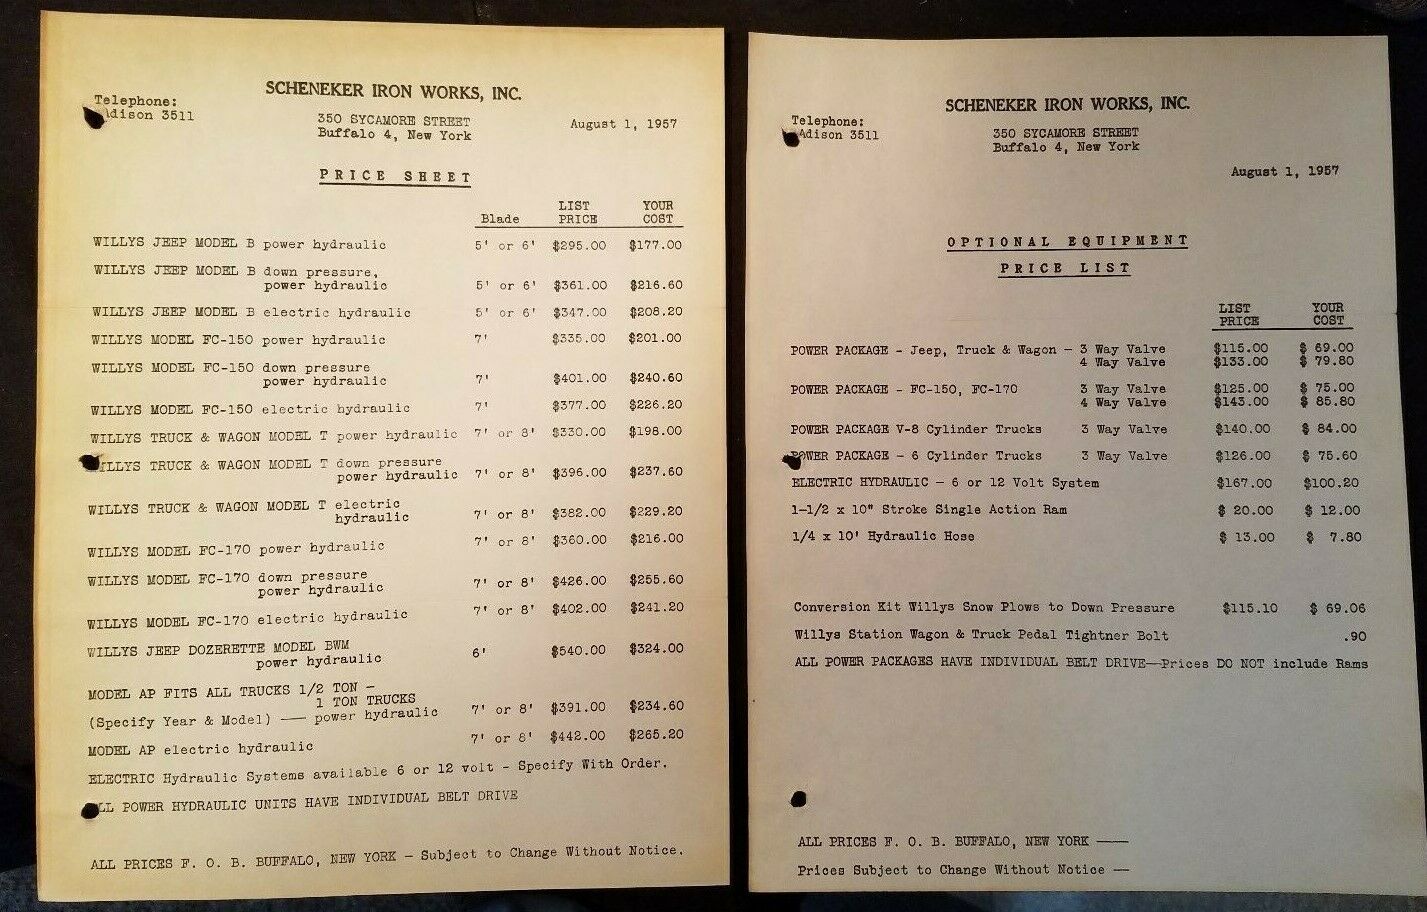 SCHENEKER IRON WORKS, INC.
Telephone:
adison 3511
350 SYCAMORE STREET
Buffalo 4, New York
August 1, 1957
PRICE SHEET
Blade LIST PRICE YOUR COST
WILLYS JEEP MODEL B power hydraulic 5' or 6' $295.00 $177.00
WILLYS JEEP MODEL B down pressure,
power hydraulic 5' or 6' $361.00 $216.60
WILLYS JEEP MODEL B electric hydraulic 5' or 6' $347.00 $208.20
WILLYS MODEL FC-150 power hydraulic 7' $335.00 $201.00
WILLYS MODEL FC-150 down pressure
power hydraulic 7' $401.00 $240.60
WILLYS MODEL FC-150 electric hydraulic 7' $377.00 $226.20
WILLYS TRUCK & WAGON MODEL T power hydraulic 7' or 8' $330.00 $198.00
WILLYS TRUCK & WAGON MODEL T down pressure
power hydraulic 7' or 8' $396.00 $237.60
WILLYS TRUCK & WAGON MODEL T electric
hydraulic 7' or 8' $382.00 $229.20
WILLYS MODEL FC-170 power hydraulic 7' or 8' $360.00 $216.00
WILLYS MODEL FC-170 down pressure
power hydraulic 7' or 8' $426.00 $255.60
WILLYS MODEL FC-170 electric hydraulic 7' or 8' $402.00 $241.20
WILLYS JEEP DOZERETTE MODEL BWM
power hydraulic 6' $540.00 $324.00
MODEL AP FITS ALL TRUCKS 1/2 TON -
1 TON TRUCKS
(Specify Year & Model) -- power hydraulic 7' or 8' $391.00 $234.60
MODEL AP electric hydraulic 7' or 8' $442.00 $265.20
ELECTRIC Hydraulic Systems available 6 or 12 volt - Specify With Order.
ALL POWER HYDRAULIC UNITS HAVE INDIVIDUAL BELT DRIVE
ALL PRICES F. O. B. BUFFALO, NEW YORK - Subject to Change Without Notice.
SCHENEKER IRON WORKS, INC.
Telephone:
adison 3511
350 SYCAMORE STREET
Buffalo 4, New York
August 1, 1957
OPTIONAL EQUIPMENT
PRICE LIST
LIST PRICE YOUR COST
POWER PACKAGE - Jeep, Truck & Wagon - 3 Way Valve $115.00 $ 69.00
4 Way Valve $133.00 $ 79.80
POWER PACKAGE - FC-150, FC-170 3 Way Valve $125.00 $ 75.00
4 Way Valve $143.00 $ 85.80
POWER PACKAGE V-8 Cylinder Trucks 3 Way Valve $140.00 $ 84.00
POWER PACKAGE - 6 Cylinder Trucks 3 Way Valve $126.00 $ 75.60
ELECTRIC HYDRAULIC - 6 or 12 Volt System $167.00 $100.20
1-1/2 x 10" Stroke Single Action Ram $ 20.00 $ 12.00
1/4 x 10' Hydraulic Hose $ 13.00 $ 7.80
Conversion Kit Willys Snow Plows to Down Pressure $115.10 $ 69.06
Willys Station Wagon & Truck Pedal Tightner Bolt .90
ALL POWER PACKAGES HAVE INDIVIDUAL BELT DRIVE--Prices DO NOT include Rams
ALL PRICES F. O. B. BUFFALO, NEW YORK --
Prices Subject to Change Without Notice --